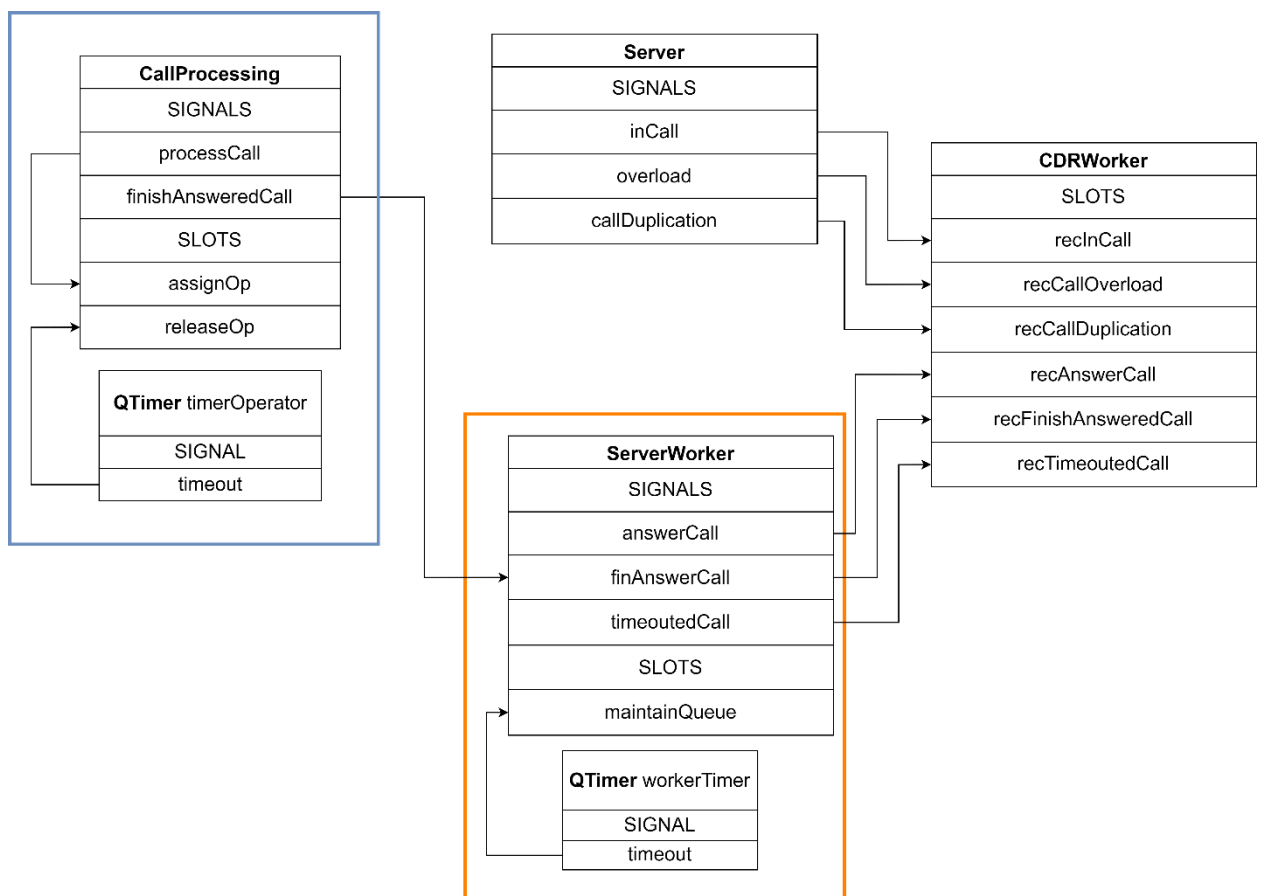 CallProcessing
SIGNALS
processCall
finishAnsweredCall
SLOTS
assignOp
releaseOp
QTimer timerOperator
SIGNAL
timeout
Server
SIGNALS
inCall
overload
callDuplication
CDRWorker
SLOTS
recInCall
recCallOverload
recCallDuplication
recAnswerCall
recFinishAnsweredCall
recTimeoutedCall
ServerWorker
SIGNALS
answerCall
finAnswerCall
timeoutedCall
SLOTS
maintainQueue
QTimer workerTimer
SIGNAL
timeout